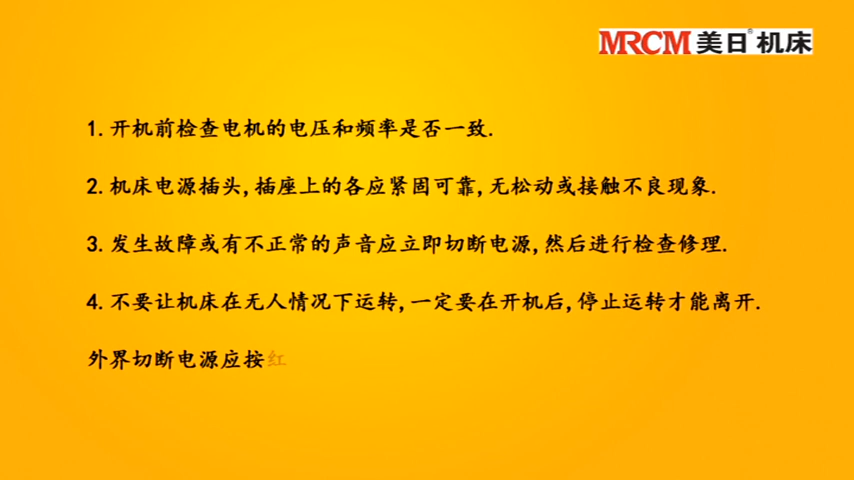 MRCM美日®机床
1.开机前检查电机的电压和频率是否一致.
2.机床电源插头,插座上的各应紧固可靠,无松动或接触不良现象.
3.发生故障或有不正常的声音应立即切断电源,然后进行检查修理.
4.不要让机床在无人情况下运转,一定要在开机后,停止运转才能离开.
外界切断电源应按红